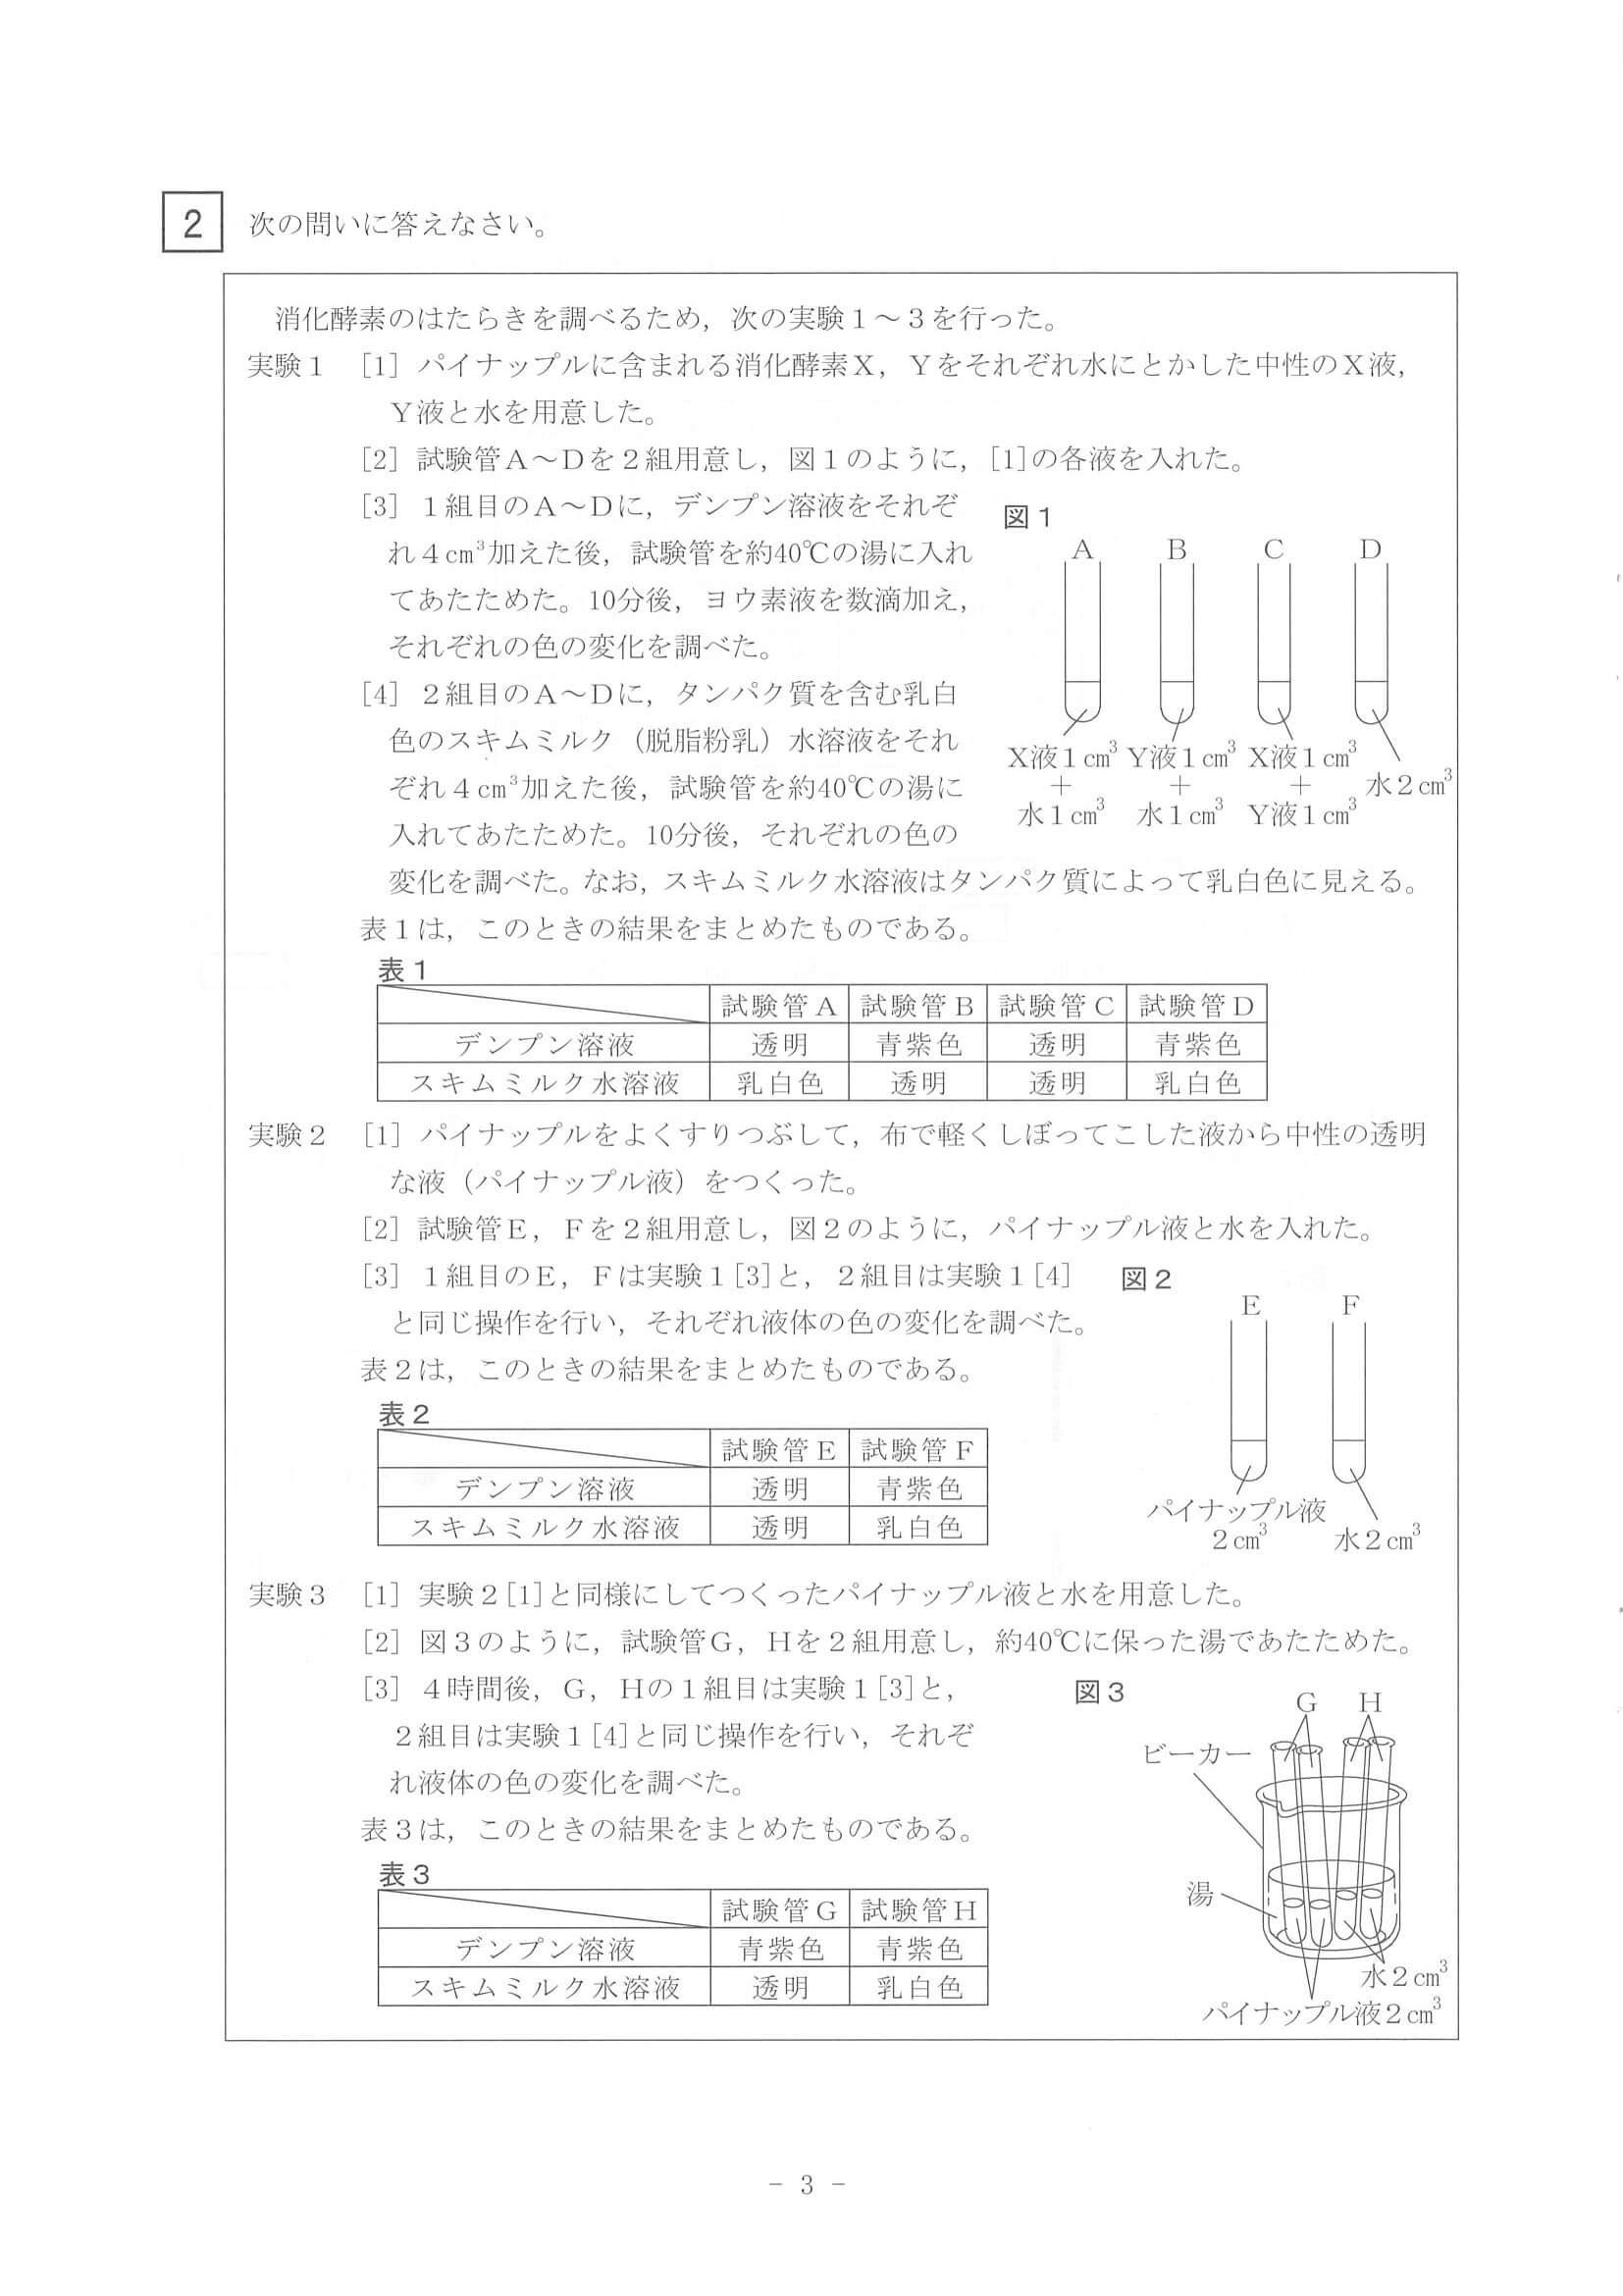 2 次の問いに答えなさい。
消化酵素のはたらきを調べるため，次の実験１～３を行った。
実験１ [1] パイナップルに含まれる消化酵素Ｘ，Ｙをそれぞれ水にとかした中性のＸ液，
Ｙ液と水を用意した。
[2] 試験管Ａ～Ｄを２組用意し，図１のように，[1]の各液を入れた。
[3] １組目のＡ～Ｄに，デンプン溶液をそれぞ
れ４cm³加えた後，試験管を約40℃の湯に入れ
てあたためた。10分後，ヨウ素液を数滴加え，
それぞれの色の変化を調べた。
[4] ２組目のＡ～Ｄに，タンパク質を含む乳白
色のスキムミルク（脱脂粉乳）水溶液をそれ
ぞれ４cm³加えた後，試験管を約40℃の湯に
入れてあたためた。10分後，それぞれの色の
変化を調べた。なお，スキムミルク水溶液はタンパク質によって乳白色に見える。
図１
A B C D
X液１cm³ Y液１cm³ X液１cm³
＋ ＋ ＋ 水２cm³
水１cm³ 水１cm³ Y液１cm³
表１は，このときの結果をまとめたものである。
表１
試験管Ａ 試験管Ｂ 試験管Ｃ 試験管Ｄ
デンプン溶液 透明 青紫色 透明 青紫色
スキムミルク水溶液 乳白色 透明 透明 乳白色
実験２ [1] パイナップルをよくすりつぶして，布で軽くしぼってこした液から中性の透明
な液（パイナップル液）をつくった。
[2] 試験管Ｅ，Ｆを２組用意し，図２のように，パイナップル液と水を入れた。
[3] １組目のＥ，Ｆは実験１[3]と，２組目は実験１[4]
と同じ操作を行い，それぞれ液体の色の変化を調べた。
表２は，このときの結果をまとめたものである。
図２
E F
パイナップル液
２cm³ 水２cm³
表２
試験管Ｅ 試験管Ｆ
デンプン溶液 透明 青紫色
スキムミルク水溶液 透明 乳白色
実験３ [1] 実験２[1]と同様にしてつくったパイナップル液と水を用意した。
[2] 図３のように，試験管Ｇ，Ｈを２組用意し，約40℃に保った湯であたためた。
[3] ４時間後，Ｇ，Ｈの１組目は実験１[3]と，
２組目は実験１[4]と同じ操作を行い，それぞ
れ液体の色の変化を調べた。
表３は，このときの結果をまとめたものである。
図３
G H
ビーカー
湯
水２cm³
パイナップル液２cm³
表３
試験管Ｇ 試験管Ｈ
デンプン溶液 青紫色 青紫色
スキムミルク水溶液 透明 乳白色
－ 3 －